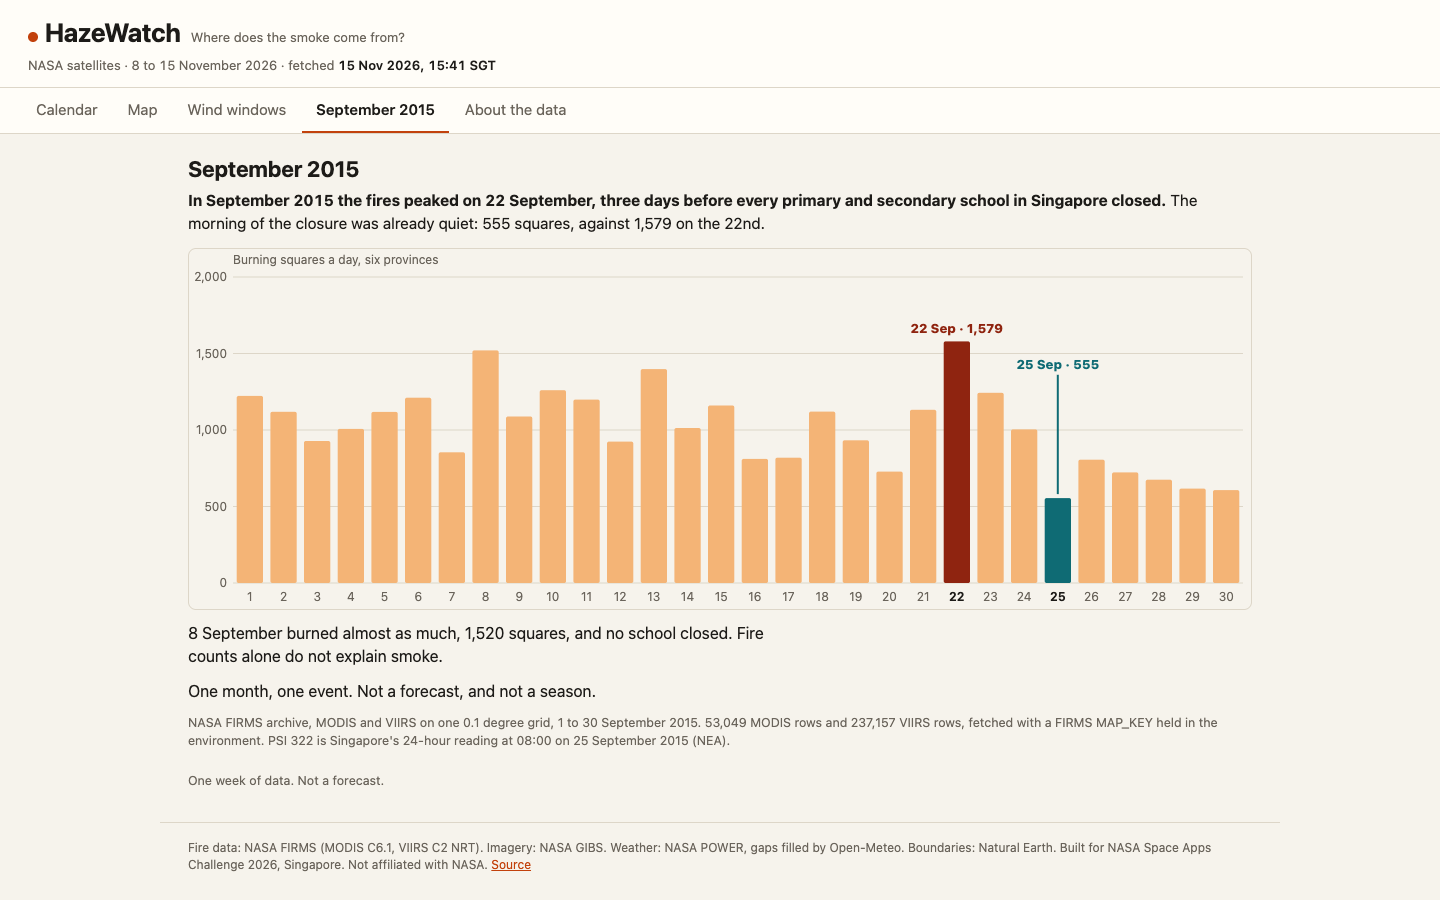 HazeWatch Where does the smoke come from?
NASA satellites · 8 to 15 November 2026 · fetched 15 Nov 2026, 15:41 SGT
Calendar Map Wind windows September 2015 About the data
September 2015
In September 2015 the fires peaked on 22 September, three days before every primary and secondary school in Singapore closed. The
morning of the closure was already quiet: 555 squares, against 1,579 on the 22nd.
Burning squares a day, six provinces
2,000
22 Sep · 1,579
1,500
25 Sep · 555
1,000
500
0
1 2 3 4 5 6 7 8 9 10 11 12 13 14 15 16 17 18 19 20 21 22 23 24 25 26 27 28 29 30
8 September burned almost as much, 1,520 squares, and no school closed. Fire
counts alone do not explain smoke.
One month, one event. Not a forecast, and not a season.
NASA FIRMS archive, MODIS and VIIRS on one 0.1 degree grid, 1 to 30 September 2015. 53,049 MODIS rows and 237,157 VIIRS rows, fetched with a FIRMS MAP_KEY held in the
environment. PSI 322 is Singapore's 24-hour reading at 08:00 on 25 September 2015 (NEA).
One week of data. Not a forecast.
Fire data: NASA FIRMS (MODIS C6.1, VIIRS C2 NRT). Imagery: NASA GIBS. Weather: NASA POWER, gaps filled by Open-Meteo. Boundaries: Natural Earth. Built for NASA Space Apps
Challenge 2026, Singapore. Not affiliated with NASA. Source